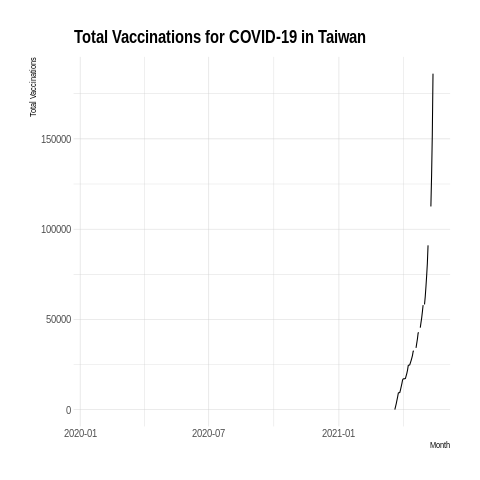 Total Vaccinations for COVID-19 in Taiwan
Total Vaccinations
150000
100000
50000
0
2020-01 2020-07 2021-01
Month